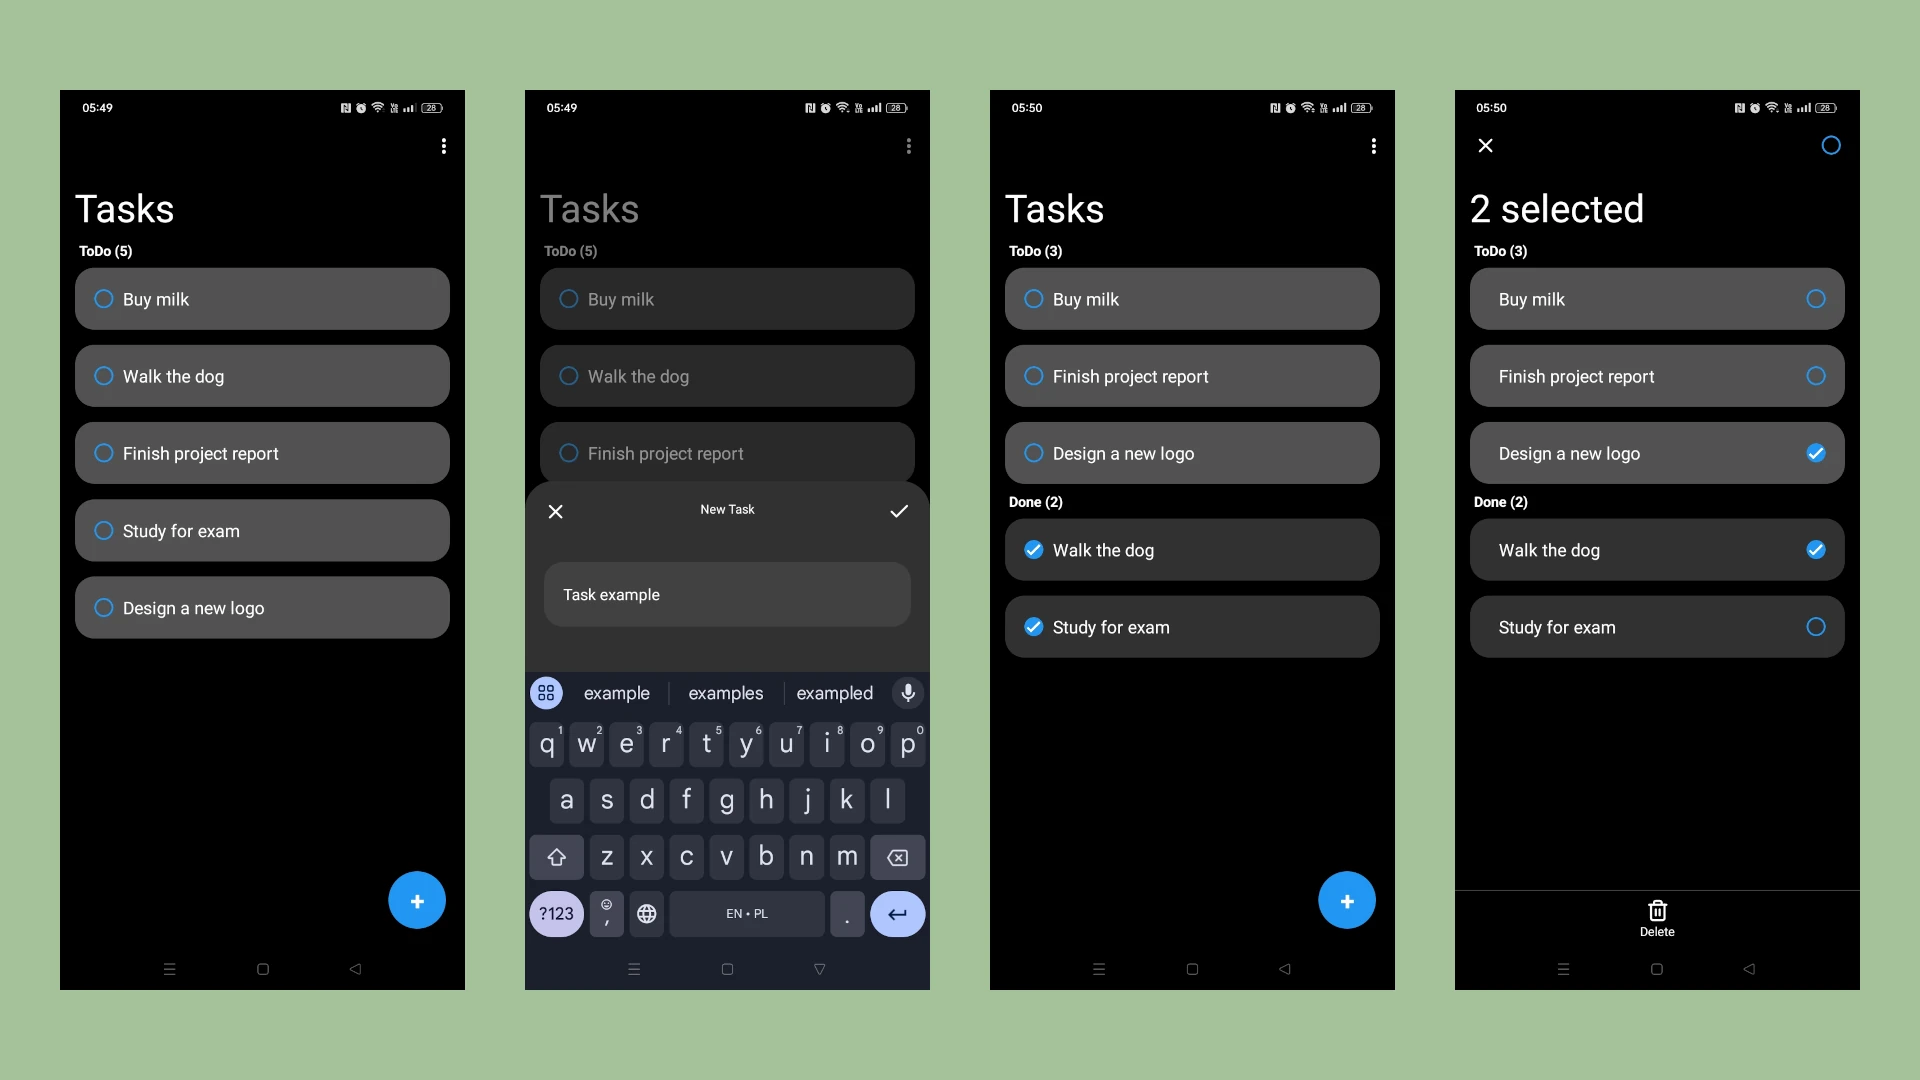 05:49
28
Tasks
ToDo (5)
Buy milk
Walk the dog
Finish project report
Study for exam
Design a new logo
+
05:49
28
Tasks
ToDo (5)
Buy milk
Walk the dog
Finish project report
New Task
Task example
example examples exampled
q1 w2 e3 r4 t5 y6 u7 i8 o9 p0
a s d f g h j k l
z x c v b n m
?123 , EN • PL .
05:50
28
Tasks
ToDo (3)
Buy milk
Finish project report
Design a new logo
Done (2)
Walk the dog
Study for exam
+
05:50
28
2 selected
ToDo (3)
Buy milk
Finish project report
Design a new logo
Done (2)
Walk the dog
Study for exam
Delete